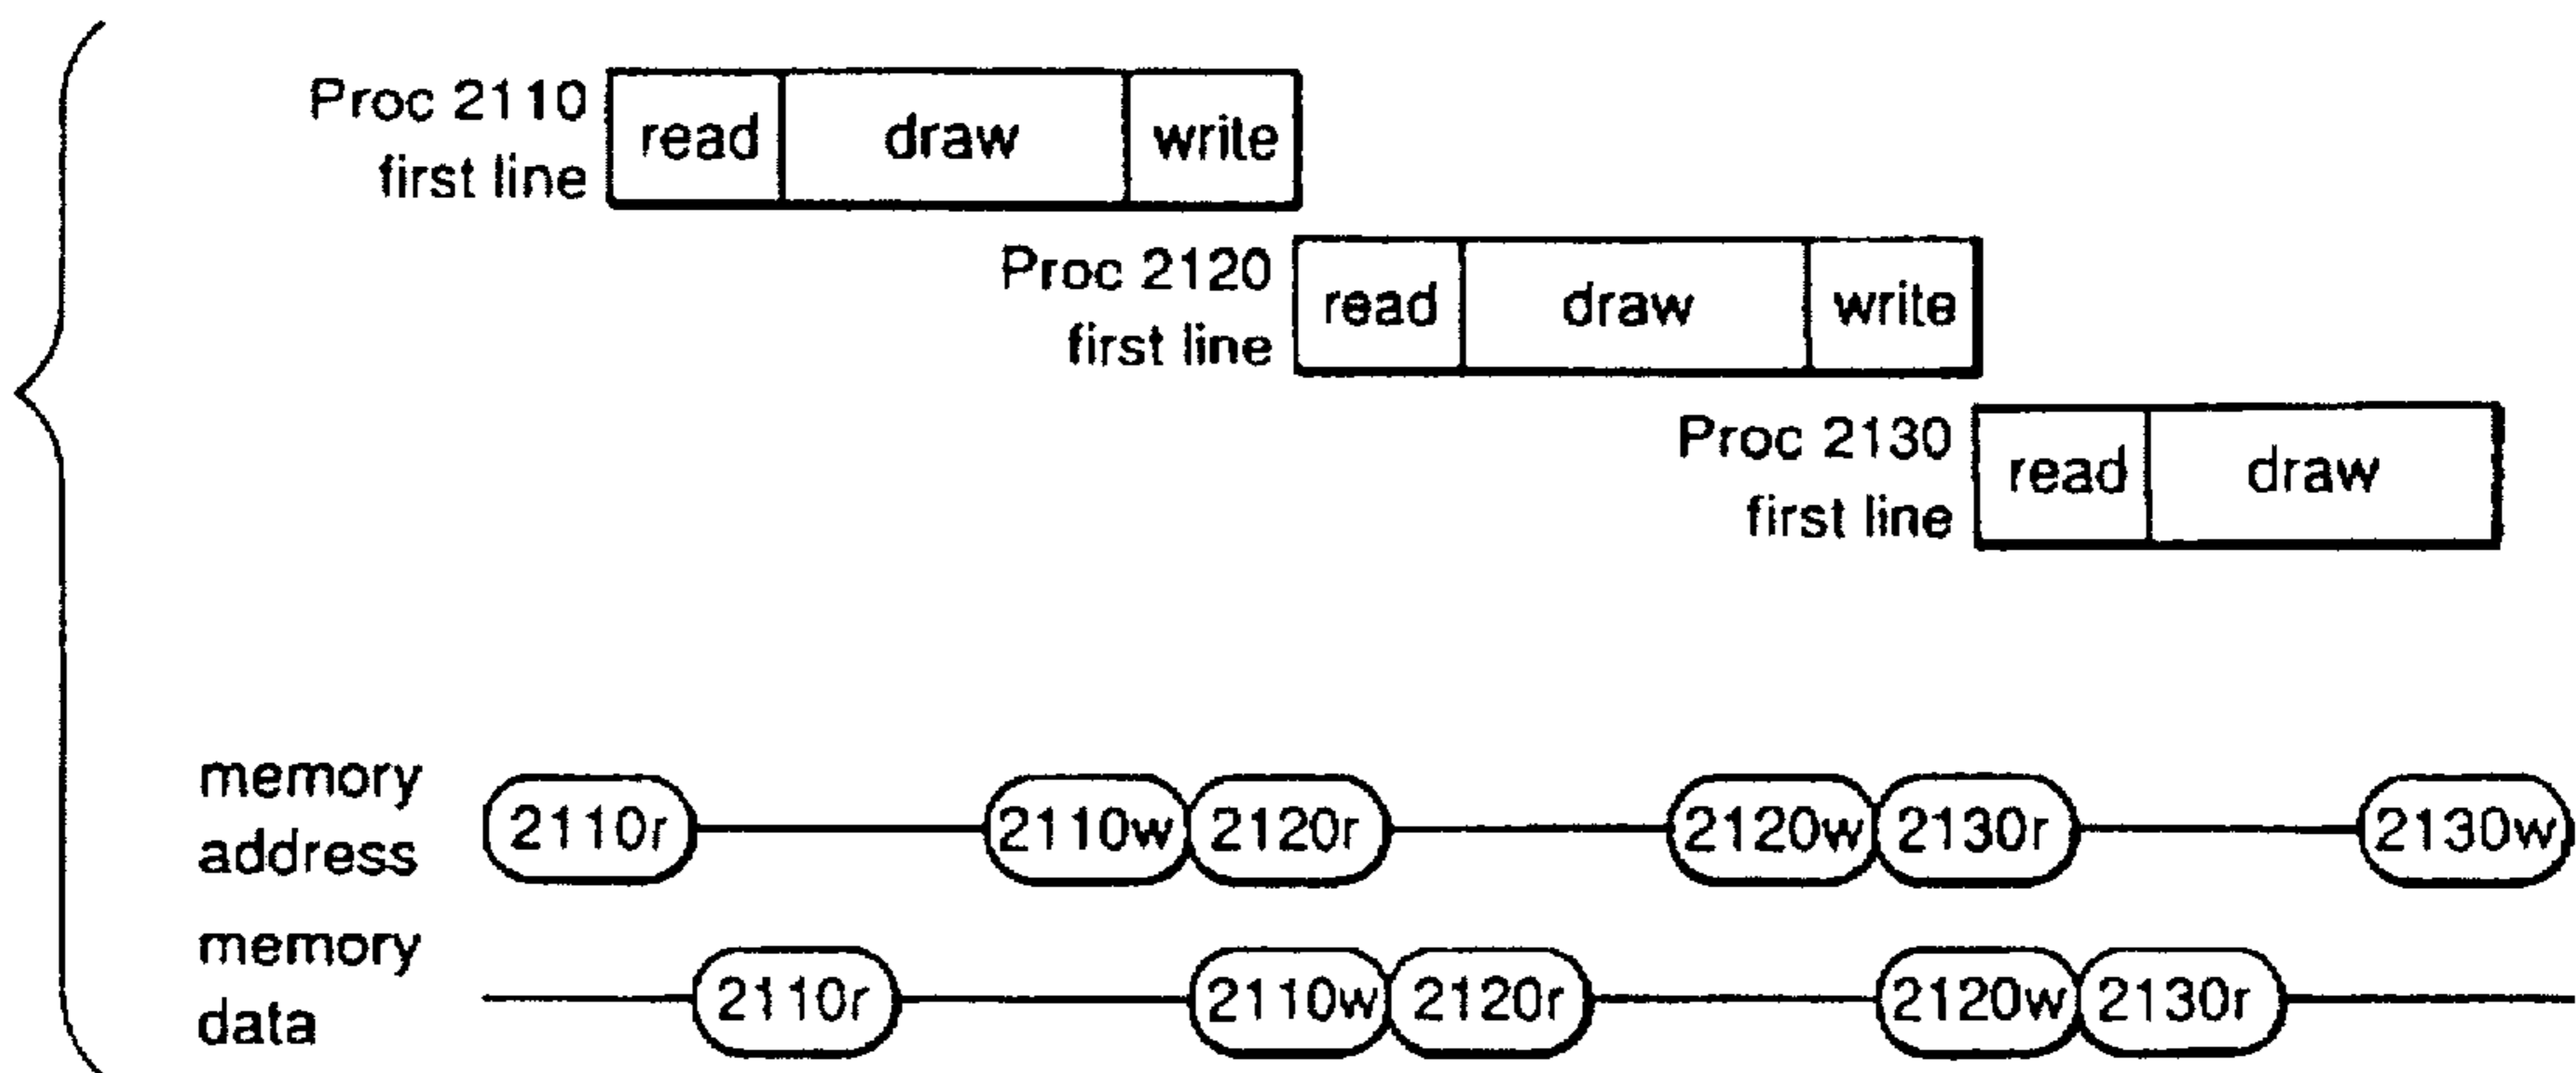 Proc 2110
first line
read draw write
Proc 2120
first line
read draw write
Proc 2130
first line
read draw
memory
address
2110r 2110w 2120r 2120w 2130r 2130w
memory
data
2110r 2110w 2120r 2120w 2130r